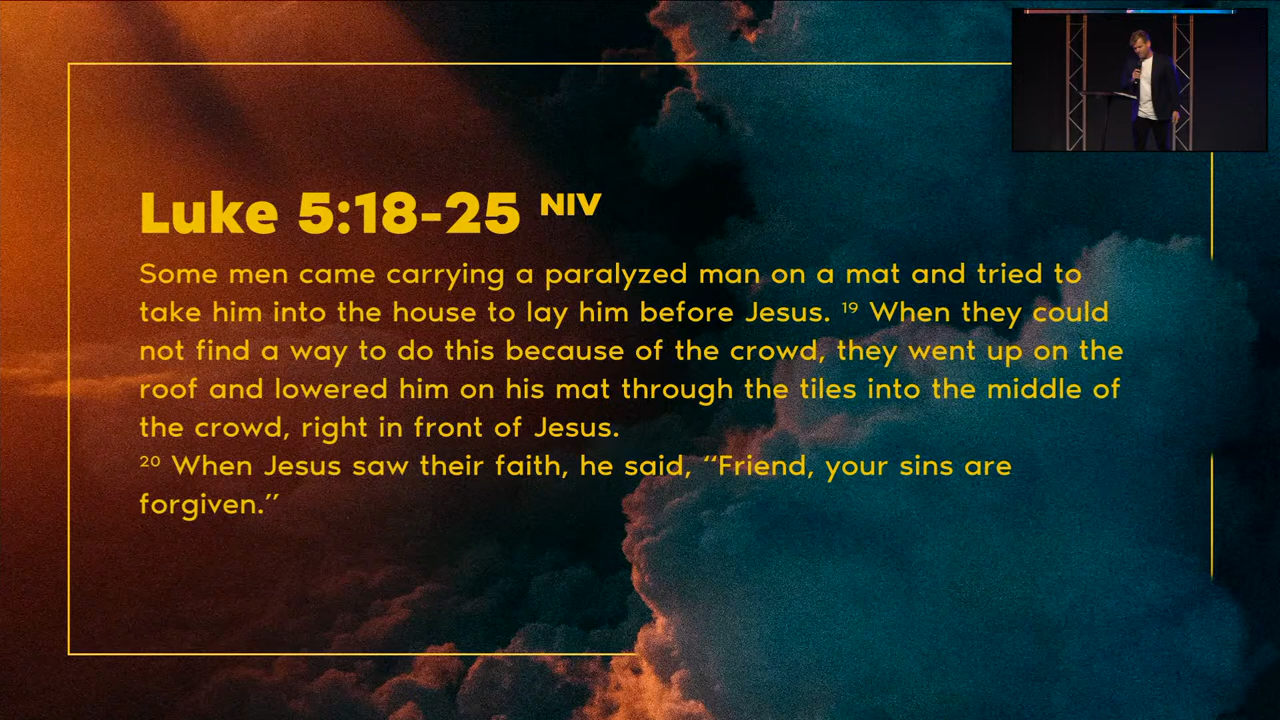 Luke 5:18-25 NIV
Some men came carrying a paralyzed man on a mat and tried to
take him into the house to lay him before Jesus. 19 When they could
not find a way to do this because of the crowd, they went up on the
roof and lowered him on his mat through the tiles into the middle of
the crowd, right in front of Jesus.
20 When Jesus saw their faith, he said, “Friend, your sins are
forgiven.”